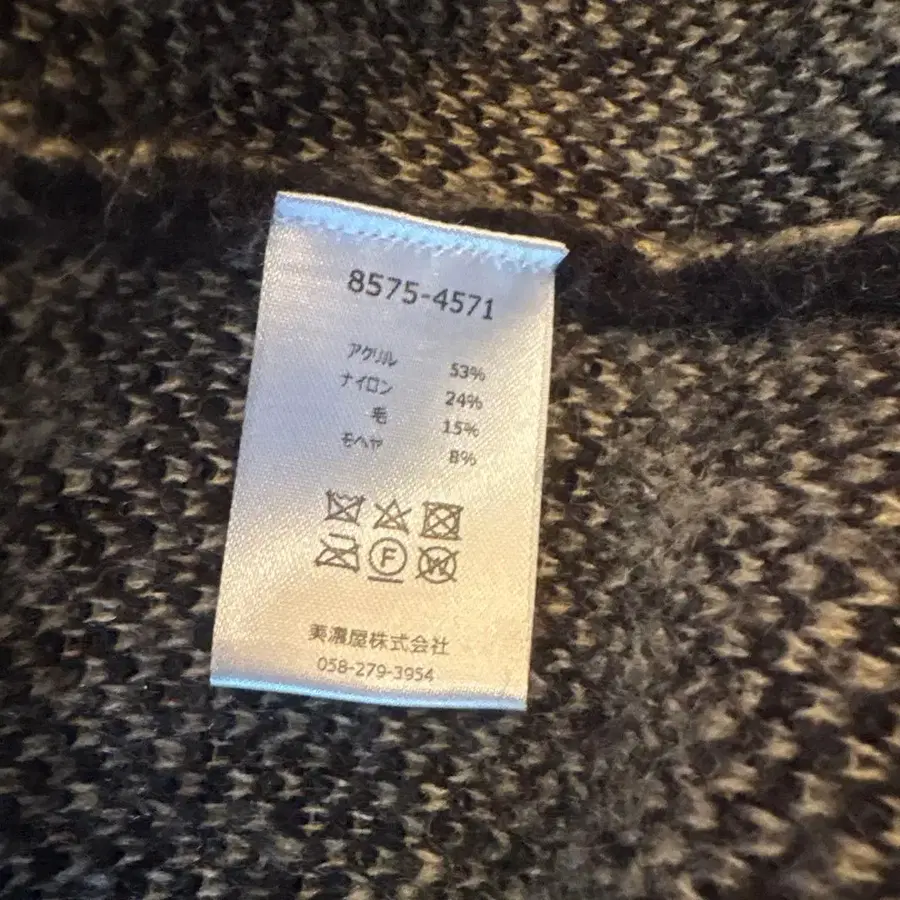 8575-4571
アクリル 53%
ナイロン 24%
毛 15%
モヘヤ 8%
F W
美濃屋株式会社
058-279-3954